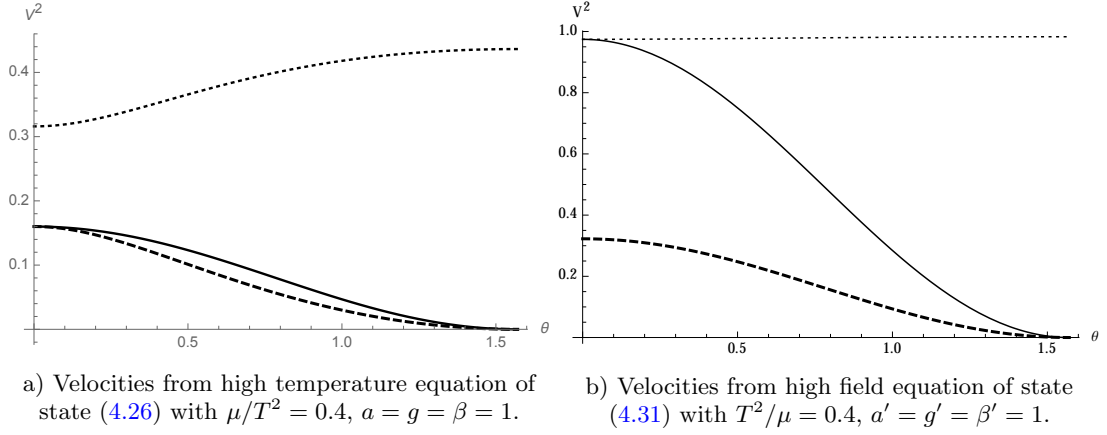 V²
0.4
0.3
0.2
0.1
0.5
1.0
1.5
θ
a) Velocities from high temperature equation of
state (4.26) with μ/T² = 0.4, a = g = β = 1.
V²
1.0
0.8
0.6
0.4
0.2
0.5
1.0
1.5
θ
b) Velocities from high field equation of state
(4.31) with T²/μ = 0.4, a′ = g′ = β′ = 1.